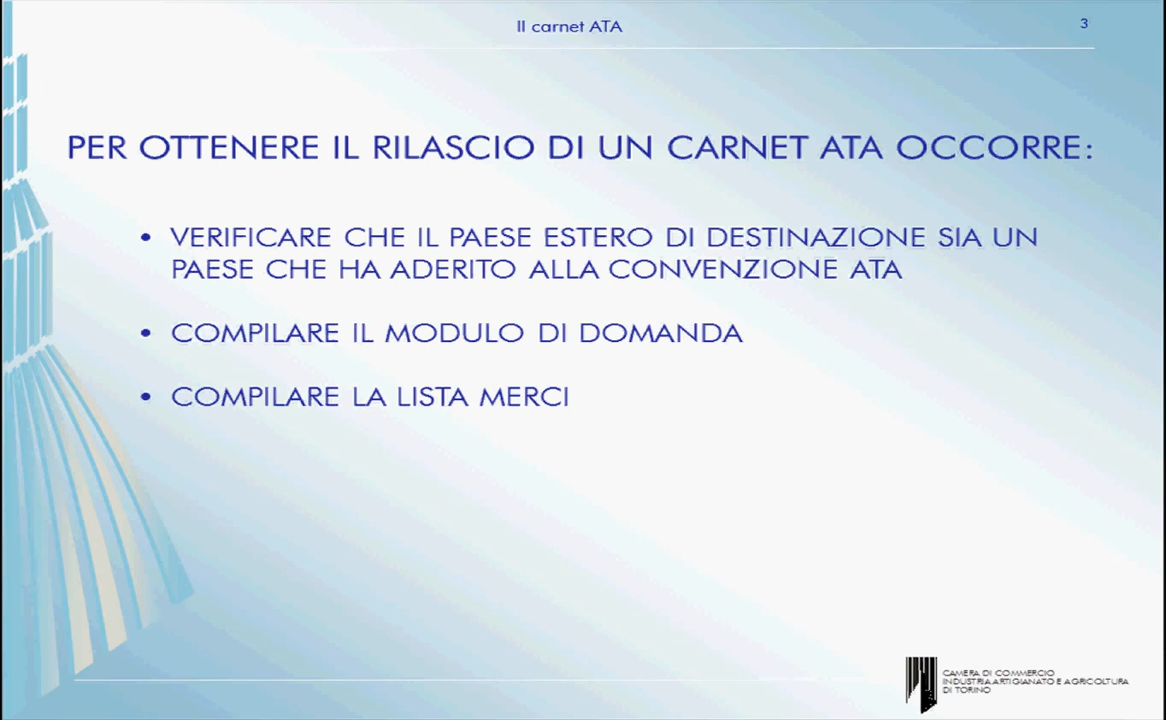 Il carnet ATA
3
PER OTTENERE IL RILASCIO DI UN CARNET ATA OCCORRE:
• VERIFICARE CHE IL PAESE ESTERO DI DESTINAZIONE SIA UN
PAESE CHE HA ADERITO ALLA CONVENZIONE ATA
• COMPILARE IL MODULO DI DOMANDA
• COMPILARE LA LISTA MERCI
CAMERA DI COMMERCIO
INDUSTRIA ARTIGIANATO E AGRICOLTURA
DI TORINO